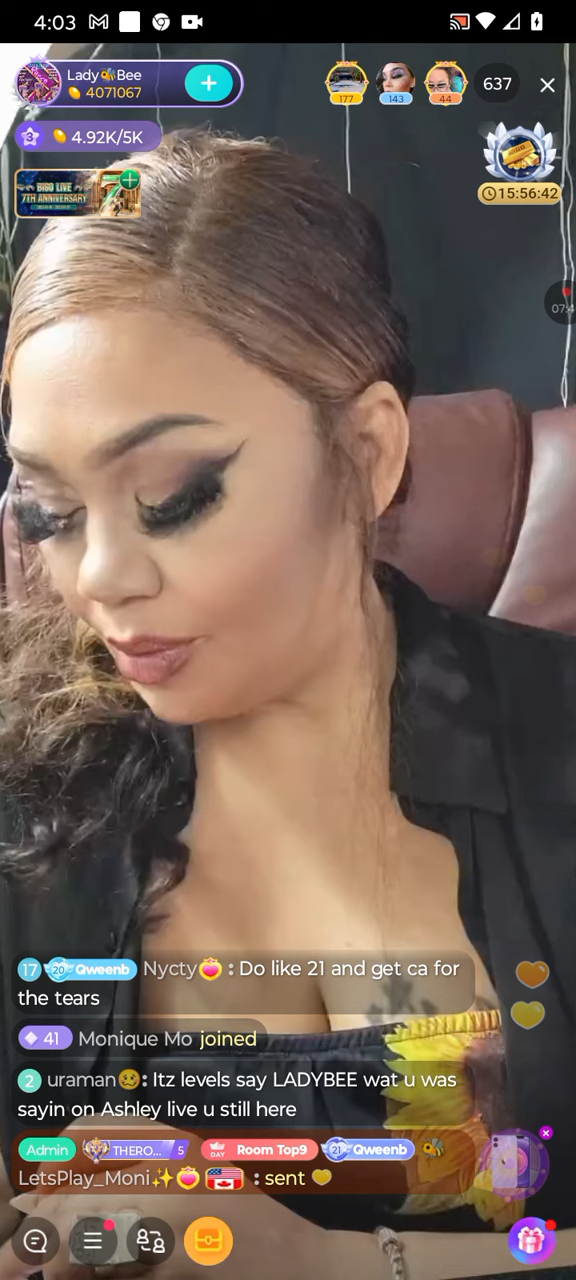 4:03
Lady🐝Bee
4071067
177
143
44
637
3
4.92K/5K
BIGO LIVE
7TH ANNIVERSARY
15:56:42
17 20 Qweenb Nycty : Do like 21 and get ca for
the tears
41 Monique Mo joined
2 uraman🥴: Itz levels say LADYBEE wat u was
sayin on Ashley live u still here
Admin THERO... 5 DAY Room Top9 21 Qweenb 🐝
LetsPlay_Moni✨ 🇺🇸🇨🇦 : sent 💛